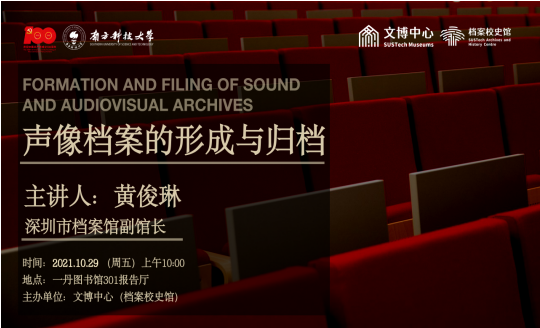 100
南方科技大学
SOUTHERN UNIVERSITY OF SCIENCE AND TECHNOLOGY
文博中心
SUSTech Museums
档案校史馆
SUSTech Archives and
History Centre
FORMATION AND FILING OF SOUND
AND AUDIOVISUAL ARCHIVES
声像档案的形成与归档
主讲人：黄俊琳
深圳市档案馆副馆长
时间：2021.10.29 （周五）上午10:00
地点：一丹图书馆301报告厅
主办单位：文博中心（档案校史馆）